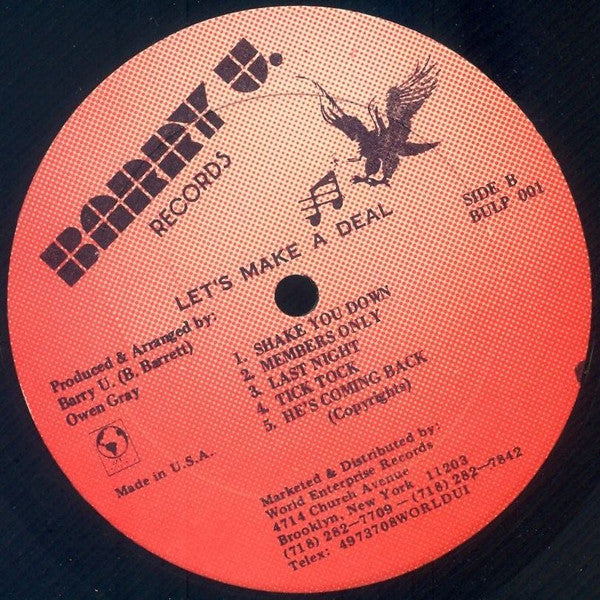 BARRY U.
RECORDS
LET'S MAKE A DEAL
SIDE B
BULP 001
Produced & Arranged by:
Barry U. (B. Barrett)
Owen Gray
1. SHAKE YOU DOWN
2. MEMBERS ONLY
3. LAST NIGHT
4. TICK TOCK
5. HE'S COMING BACK
(Copyrights)
Made in U.S.A.
Marketed & Distributed by:
World Enterprise Records
4714 Church Avenue
Brooklyn, New York 11203
(718) 282-7709 — (718) 282-7842
Telex: 4973708WORLDUI